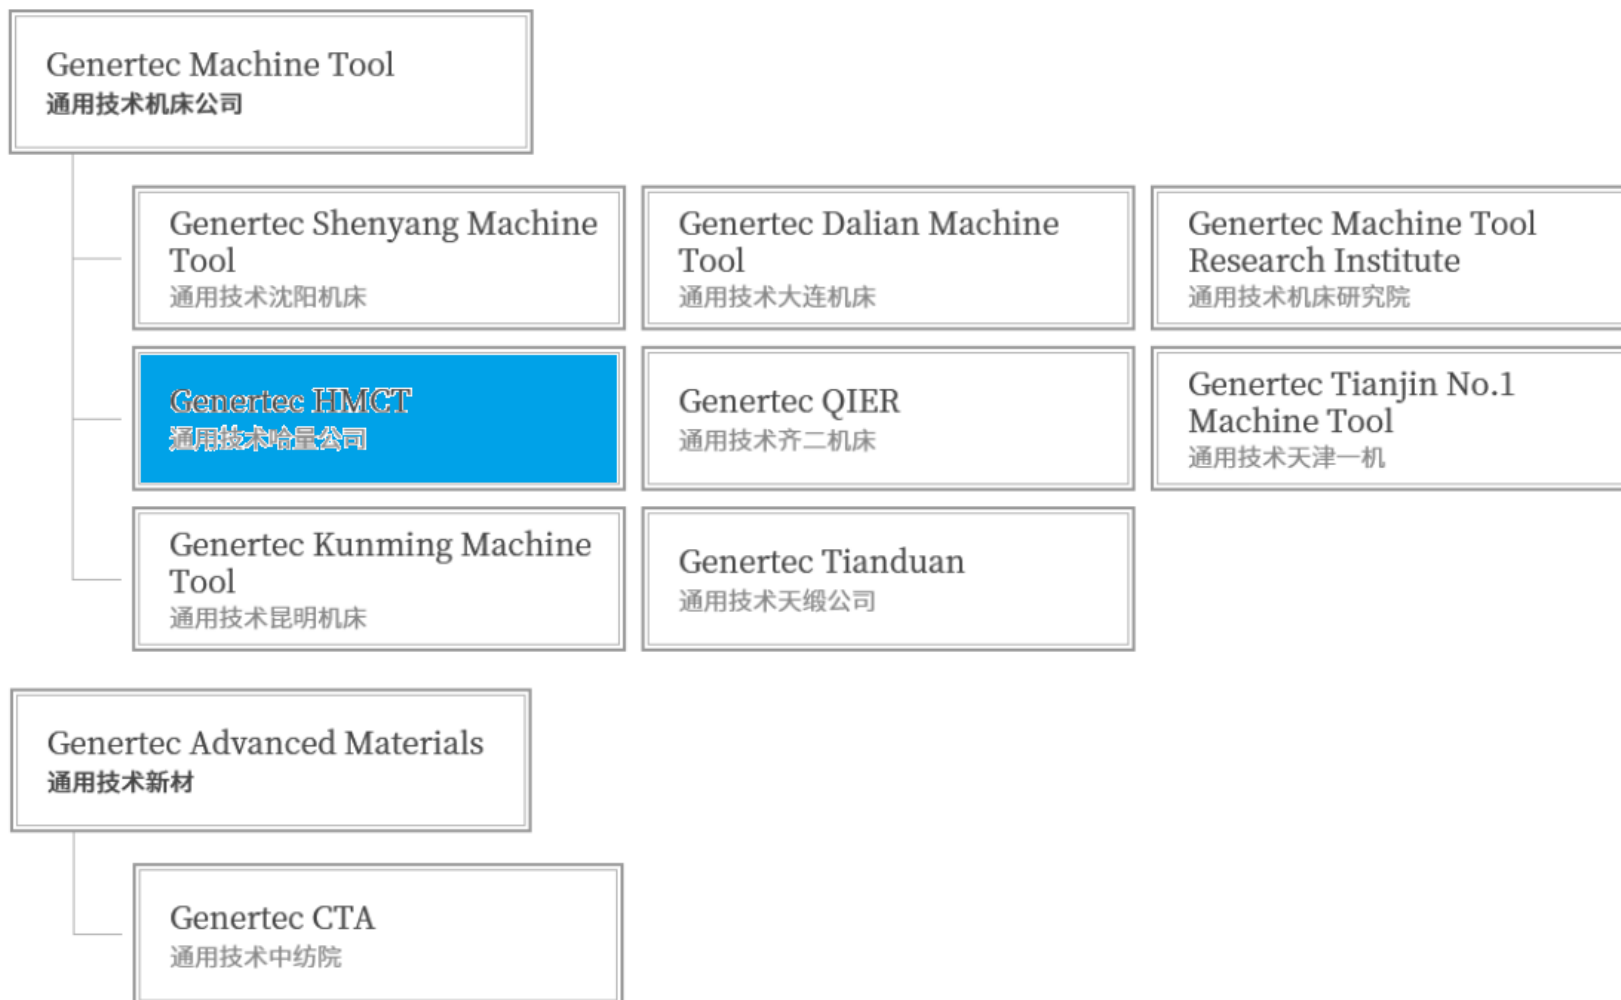 Genertec Machine Tool
通用技术机床公司
Genertec Shenyang Machine
Tool
通用技术沈阳机床
Genertec Dalian Machine
Tool
通用技术大连机床
Genertec Machine Tool
Research Institute
通用技术机床研究院
Genertec HMCT
通用技术哈量公司
Genertec QIER
通用技术齐二机床
Genertec Tianjin No.1
Machine Tool
通用技术天津一机
Genertec Kunming Machine
Tool
通用技术昆明机床
Genertec Tianduan
通用技术天缎公司
Genertec Advanced Materials
通用技术新材
Genertec CTA
通用技术中纺院